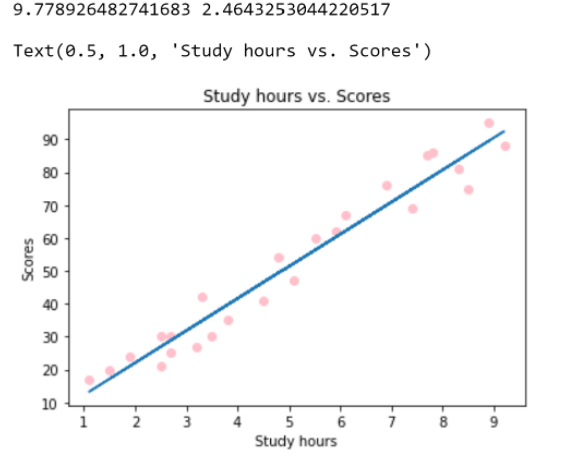 9.778926482741683 2.4643253044220517
Text(0.5, 1.0, 'Study hours vs. Scores')
Study hours vs. Scores
90
80
70
60
50
40
30
20
10
Scores
1 2 3 4 5 6 7 8 9
Study hours